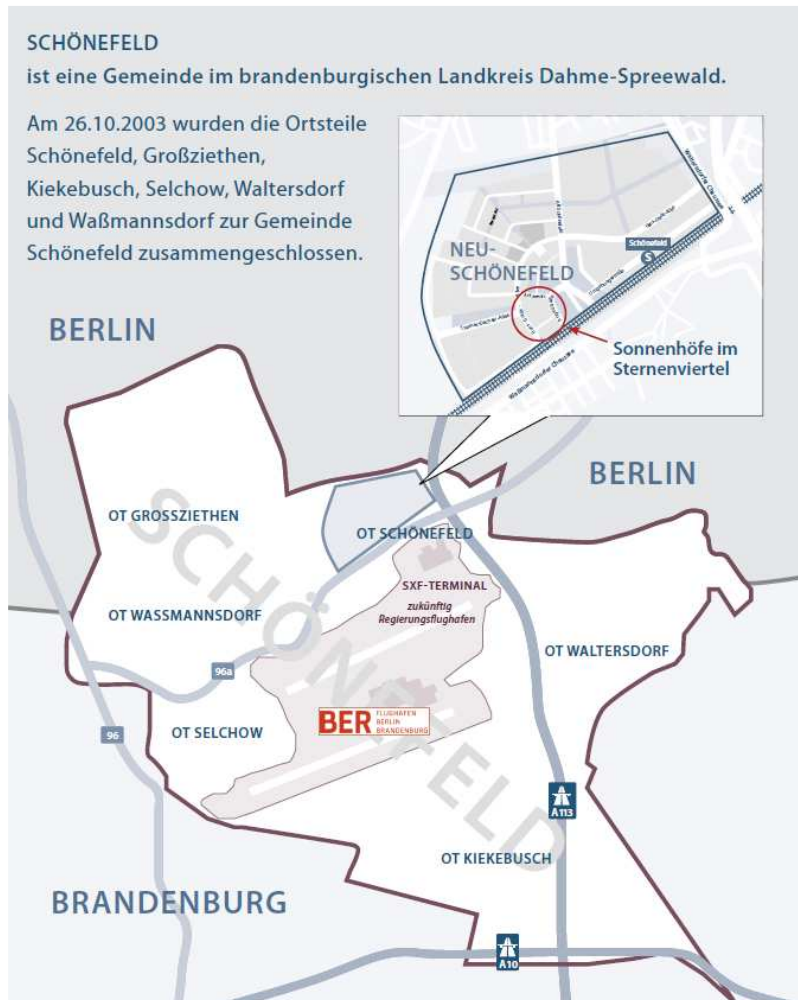 SCHÖNEFELD
ist eine Gemeinde im brandenburgischen Landkreis Dahme-Spreewald.
Am 26.10.2003 wurden die Ortsteile
Schönefeld, Großziethen,
Kiekebusch, Selchow, Waltersdorf
und Waßmannsdorf zur Gemeinde
Schönefeld zusammengeschlossen.
Schönefeld
S
NEU-
SCHÖNEFELD
Sonnenhöfe im
Sternenviertel
Waßmannsdorfer Chaussee
BERLIN
BERLIN
SCHÖNEFELD
OT GROSSZIETHEN
OT SCHÖNEFELD
SXF-TERMINAL
zukünftig
Regierungsflughafen
OT WASSMANNSDORF
OT WALTERSDORF
96a
BER FLUGHAFEN
BERLIN
BRANDENBURG
OT SELCHOW
96
A113
OT KIEKEBUSCH
BRANDENBURG
A10